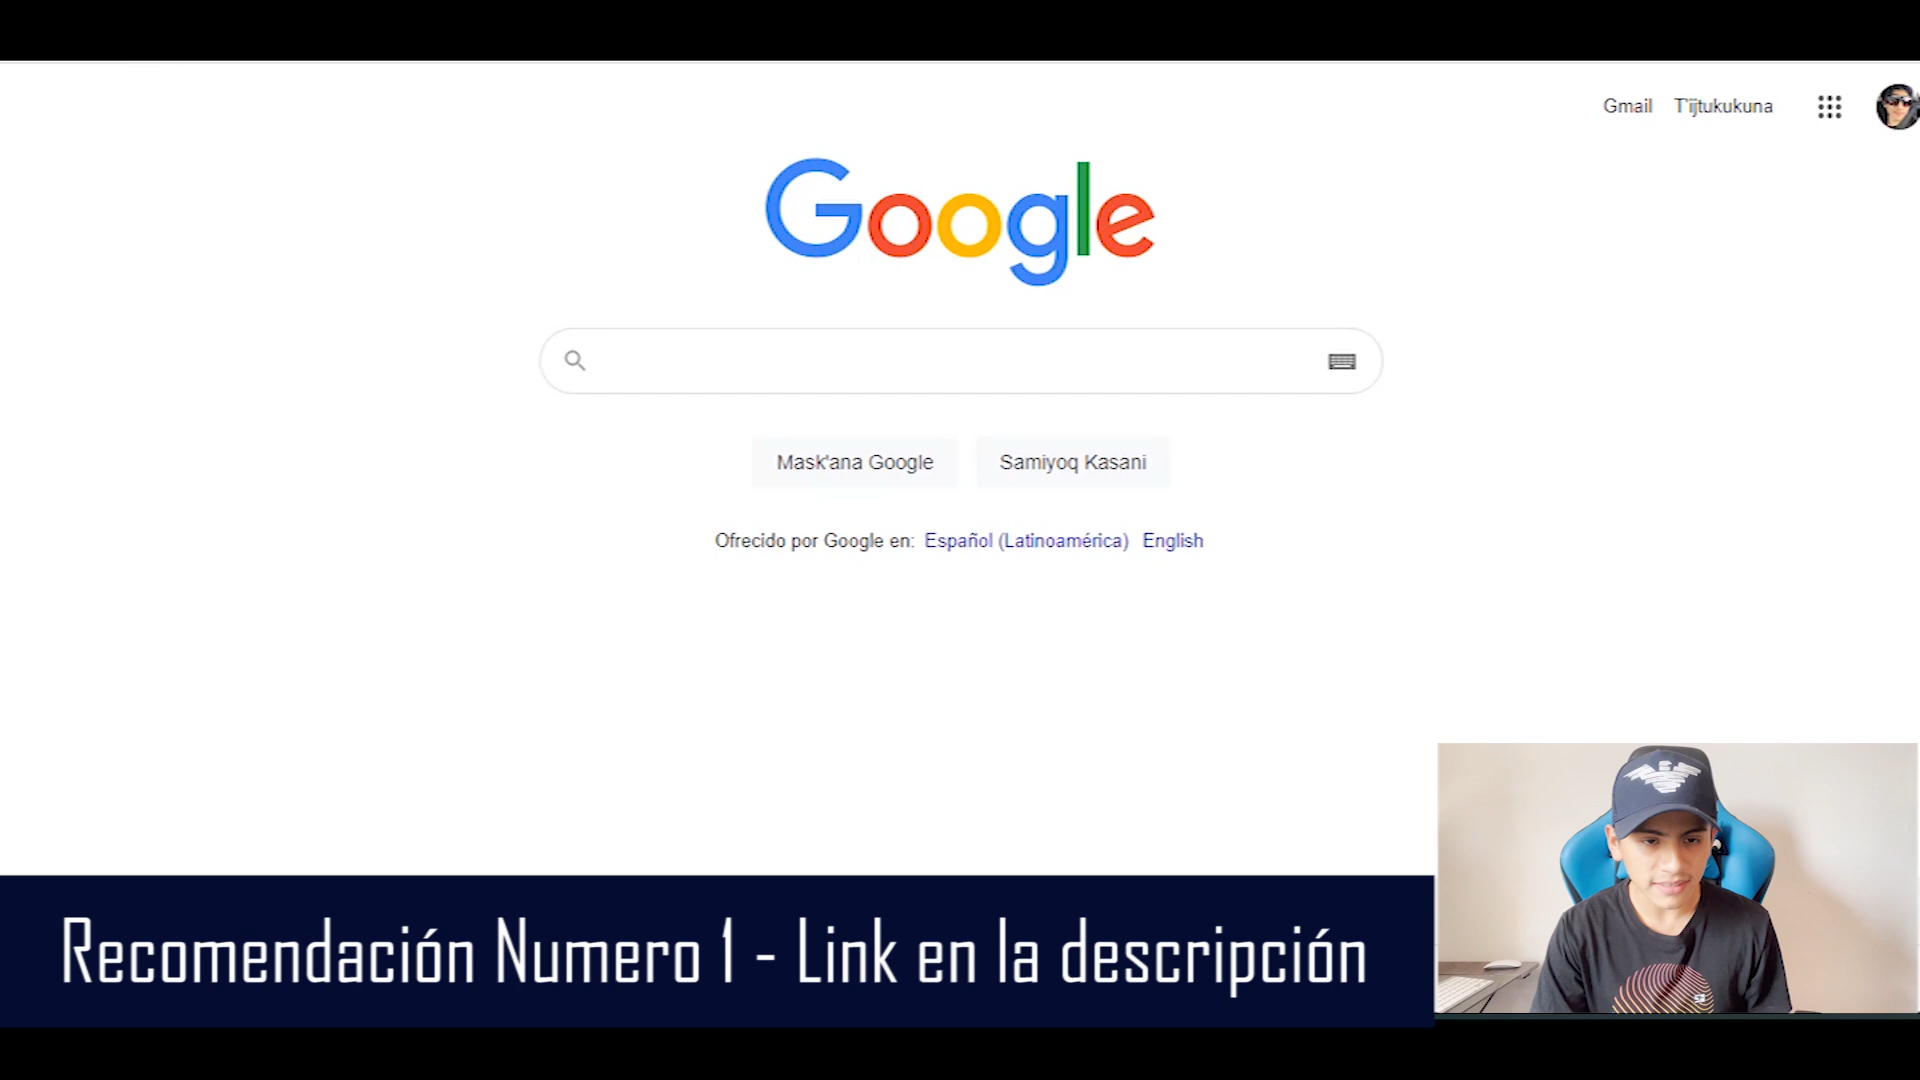 Gmail T'ijtukukuna
Google
Mask'ana Google Samiyoq Kasani
Ofrecido por Google en: Español (Latinoamérica) English
Recomendación Numero 1 - Link en la descripción